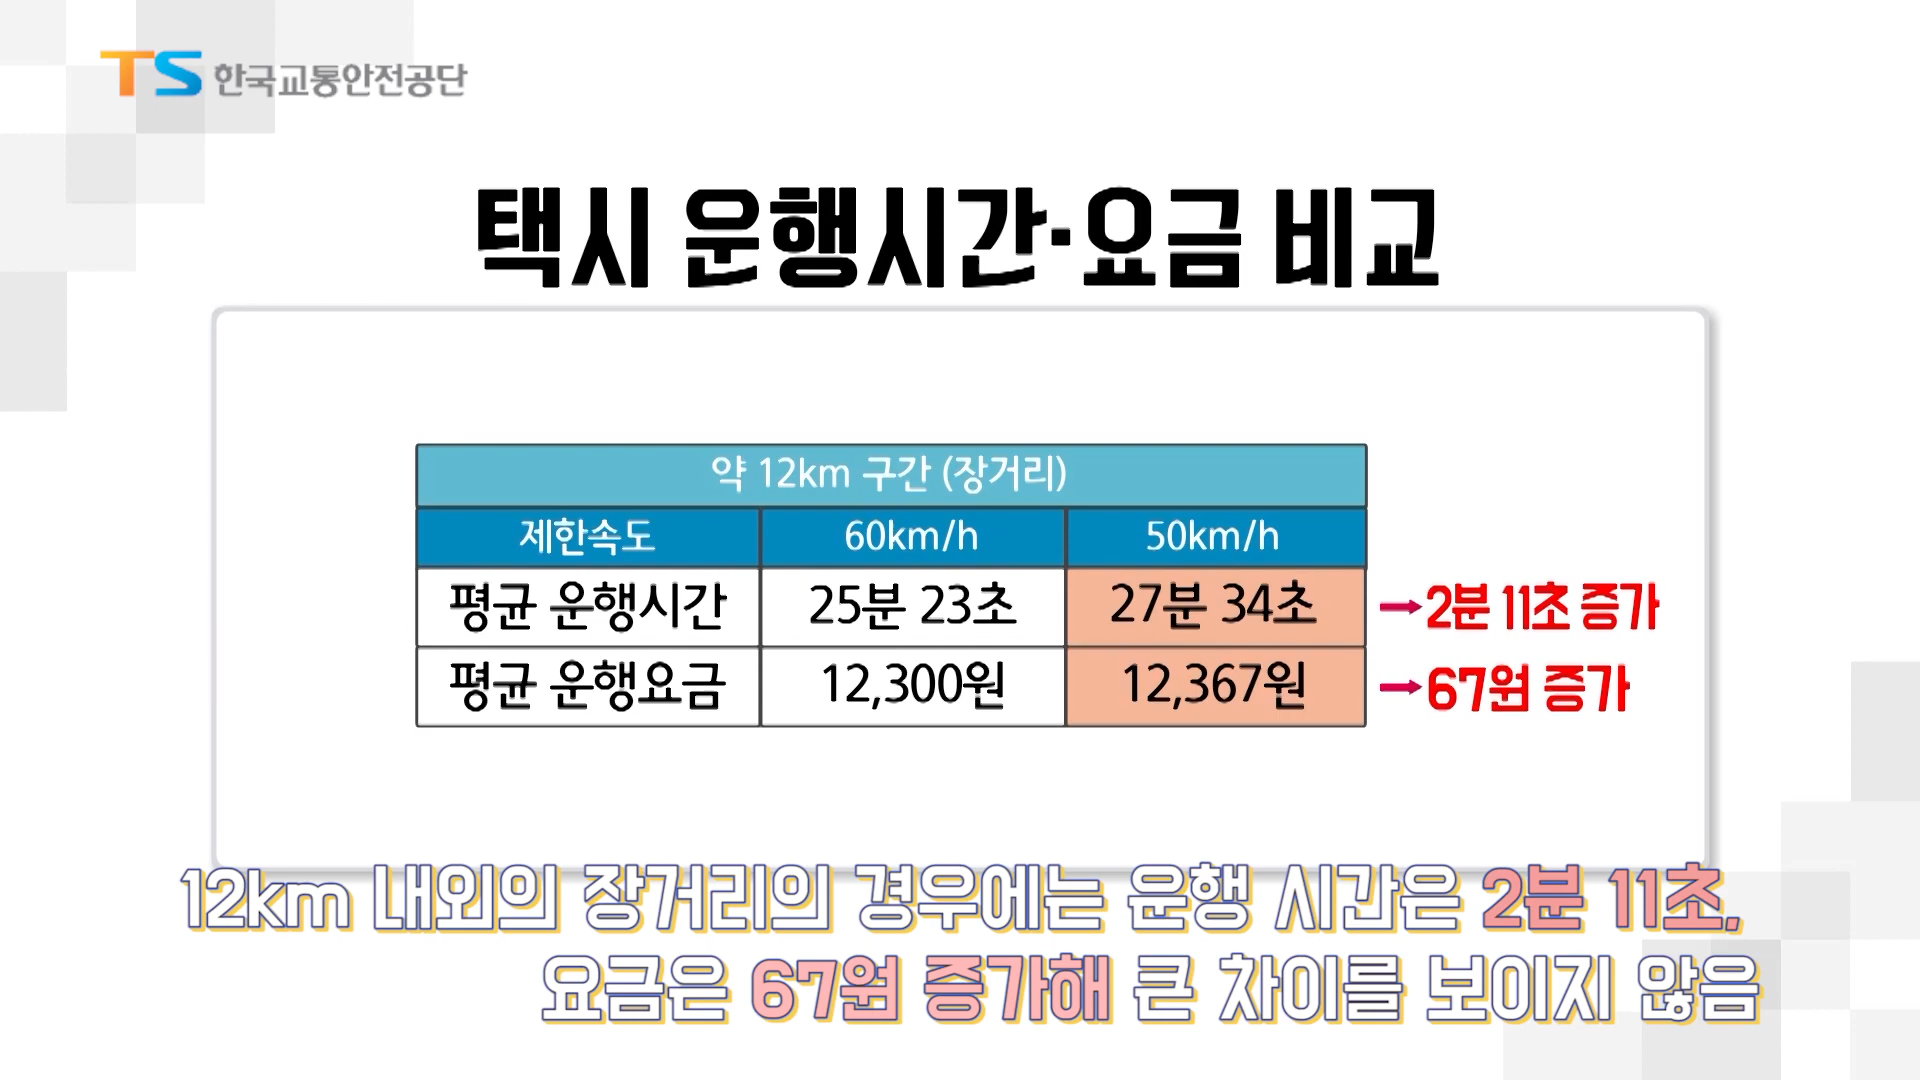 TS 한국교통안전공단
택시 운행시간·요금 비교
약 12km 구간 (장거리)
제한속도 60km/h 50km/h
평균 운행시간 25분 23초 27분 34초 →2분 11초 증가
평균 운행요금 12,300원 12,367원 →67원 증가
12km 내외의 장거리의 경우에는 운행 시간은 2분 11초,
요금은 67원 증가해 큰 차이를 보이지 않음